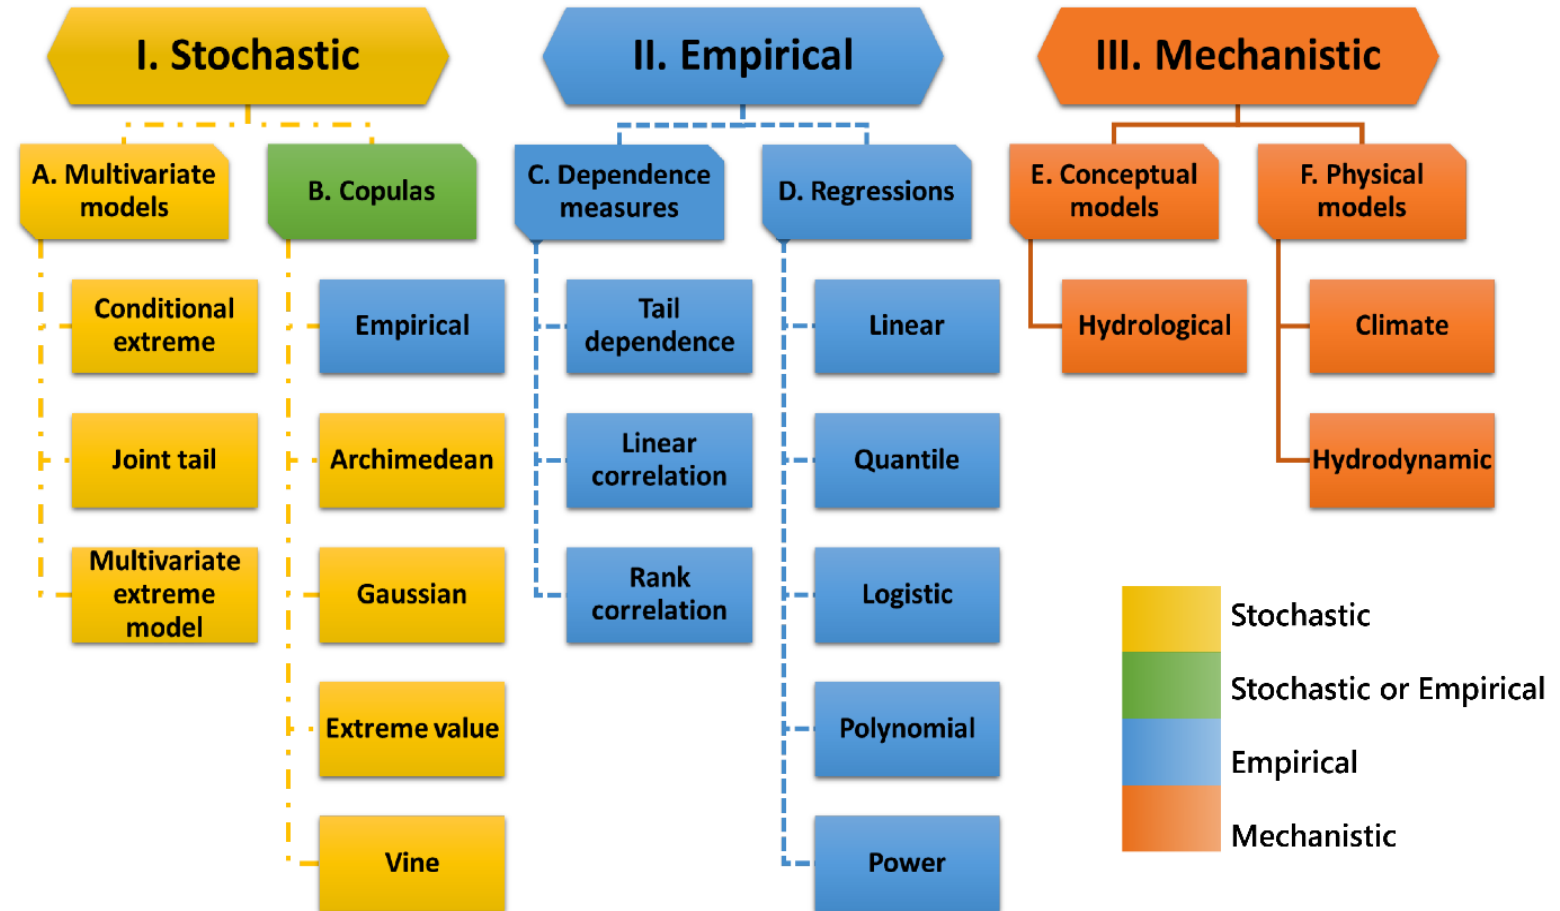 I. Stochastic
II. Empirical
III. Mechanistic
A. Multivariate
models
B. Copulas
C. Dependence
measures
D. Regressions
E. Conceptual
models
F. Physical
models
Conditional
extreme
Joint tail
Multivariate
extreme
model
Empirical
Archimedean
Gaussian
Extreme value
Vine
Tail
dependence
Linear
correlation
Rank
correlation
Linear
Quantile
Logistic
Polynomial
Power
Hydrological
Climate
Hydrodynamic
Stochastic
Stochastic or Empirical
Empirical
Mechanistic